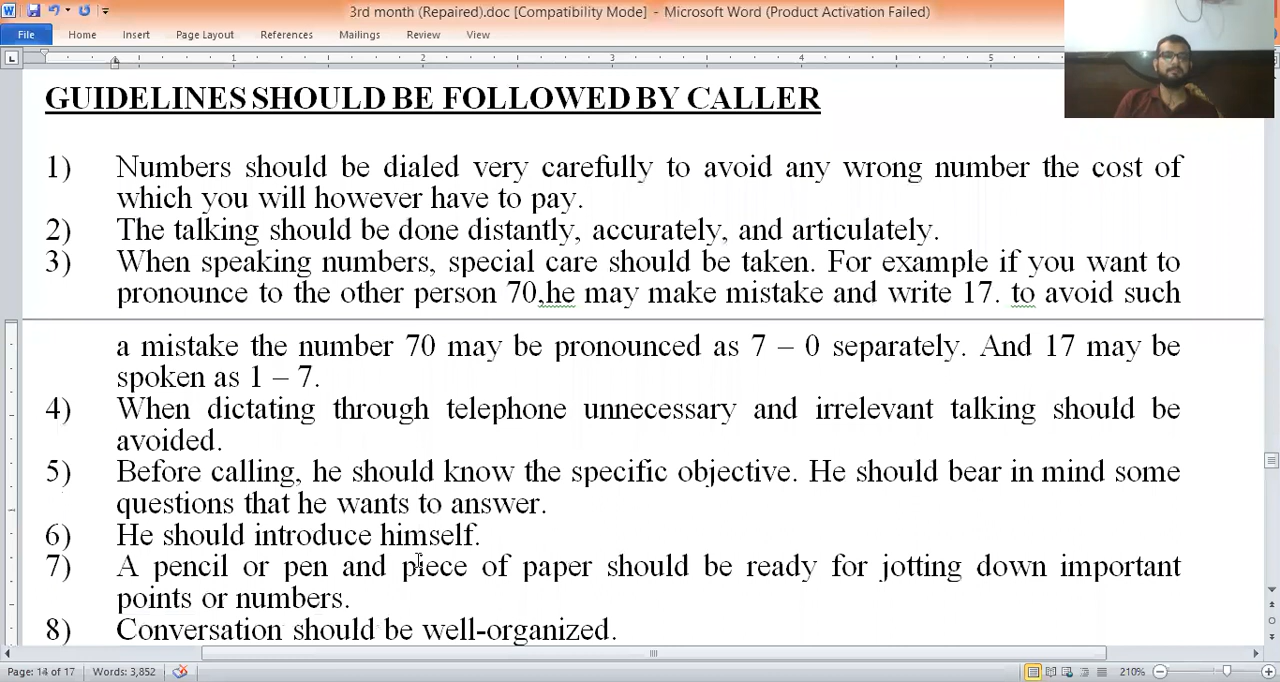 3rd month (Repaired).doc [Compatibility Mode] - Microsoft Word (Product Activation Failed)
File Home Insert Page Layout References Mailings Review View
1 2 3 4 5
GUIDELINES SHOULD BE FOLLOWED BY CALLER
1) Numbers should be dialed very carefully to avoid any wrong number the cost of
which you will however have to pay.
2) The talking should be done distantly, accurately, and articulately.
3) When speaking numbers, special care should be taken. For example if you want to
pronounce to the other person 70,he may make mistake and write 17. to avoid such
a mistake the number 70 may be pronounced as 7 – 0 separately. And 17 may be
spoken as 1 – 7.
4) When dictating through telephone unnecessary and irrelevant talking should be
avoided.
5) Before calling, he should know the specific objective. He should bear in mind some
questions that he wants to answer.
6) He should introduce himself.
7) A pencil or pen and piece of paper should be ready for jotting down important
points or numbers.
8) Conversation should be well-organized.
Page: 14 of 17 Words: 3,852 210%